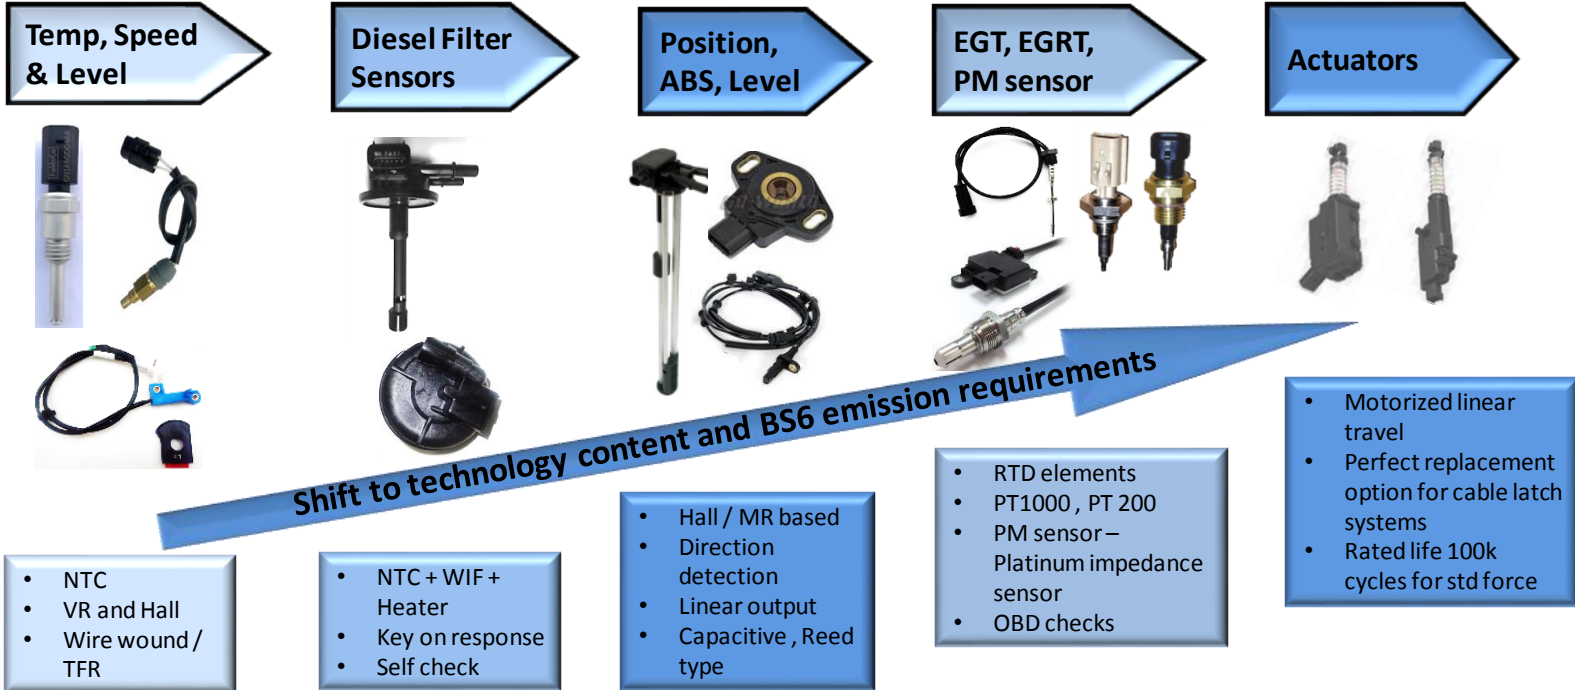 Temp, Speed
& Level
Diesel Filter
Sensors
Position,
ABS, Level
EGT, EGRT,
PM sensor
Actuators
Shift to technology content and BS6 emission requirements
• NTC
• VR and Hall
• Wire wound /
TFR
• NTC + WIF +
Heater
• Key on response
• Self check
• Hall / MR based
• Direction
detection
• Linear output
• Capacitive , Reed
type
• RTD elements
• PT1000 , PT 200
• PM sensor –
Platinum impedance
sensor
• OBD checks
• Motorized linear
travel
• Perfect replacement
option for cable latch
systems
• Rated life 100k
cycles for std force